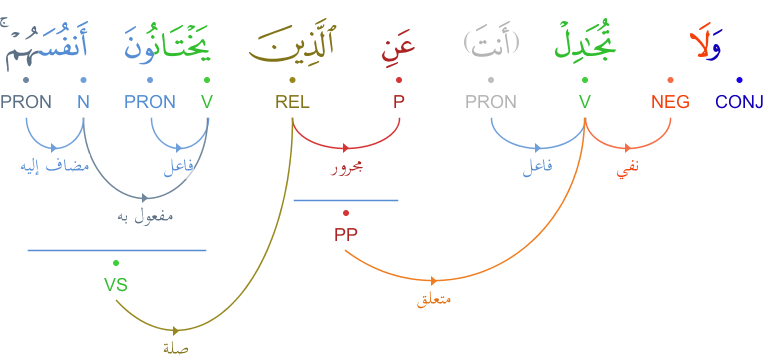 وَلَا تُجَٰدِلْ (أَنتَ) عَنِ ٱلَّذِينَ يَخْتَانُونَ أَنفُسَهُمْ ۚ
CONJ NEG V PRON P REL V PRON N PRON
نفي فاعل مجرور فاعل مضاف إليه
مفعول به
PP
VS
متعلق
صلة